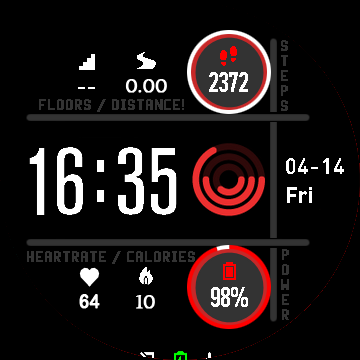 -- 0.00
FLOORS / DISTANCE!
2372
STEPS
16:35
04-14
Fri
HEARTRATE / CALORIES
64 10
98%
POWER